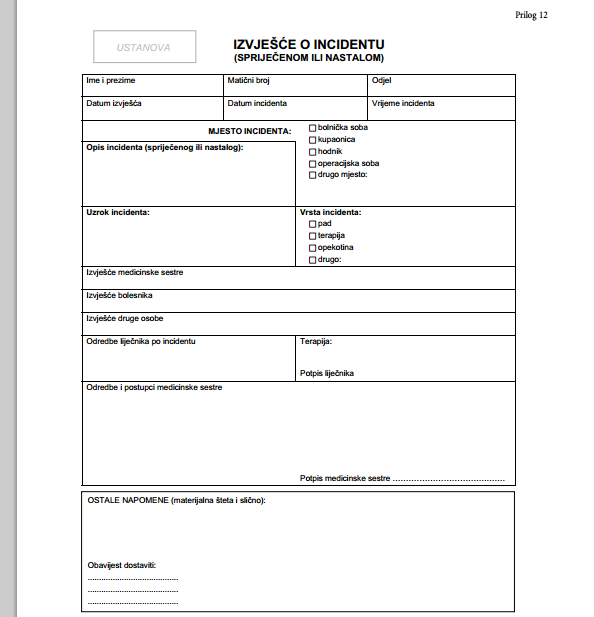 Prilog 12
USTANOVA
IZVJEŠĆE O INCIDENTU
(SPRIJEČENOM ILI NASTALOM)
Ime i prezime
Matični broj
Odjel
Datum izvješća
Datum incidenta
Vrijeme incidenta
MJESTO INCIDENTA:
bolnička soba
kupaonica
hodnik
operacijska soba
drugo mjesto:
Opis incidenta (spriječenog ili nastalog):
Uzrok incidenta:
Vrsta incidenta:
pad
terapija
opekotina
drugo:
Izvješće medicinske sestre
Izvješće bolesnika
Izvješće druge osobe
Odredbe liječnika po incidentu
Terapija:
Potpis liječnika
Odredbe i postupci medicinske sestre
Potpis medicinske sestre ..........................................
OSTALE NAPOMENE (materijalna šteta i slično):
Obavijest dostaviti:
..................................
..................................
..................................